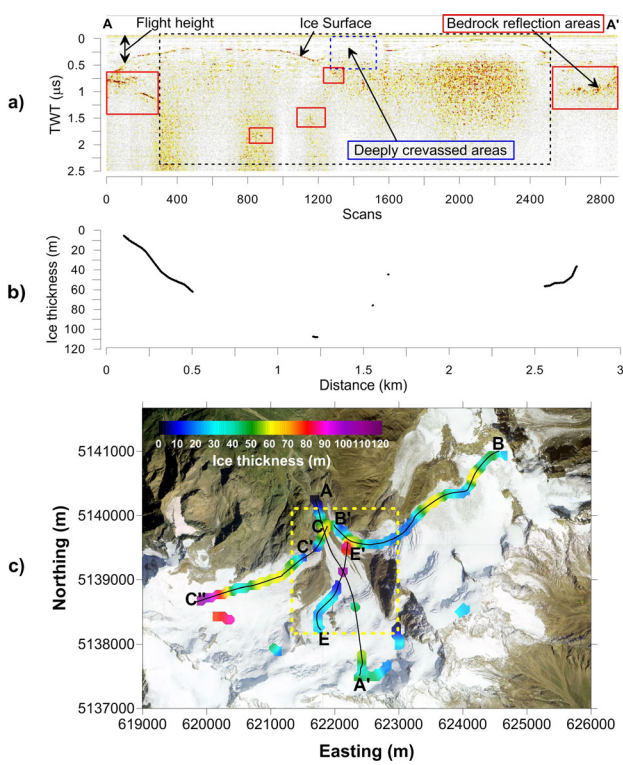 A Flight height Ice Surface Bedrock reflection areas A'
0
0.5
1
1.5
2
2.5
TWT (µs)
a)
Deeply crevassed areas
0 400 800 1200 1600 2000 2400 2800
Scans
0
20
40
60
80
100
120
Ice thickness (m)
b)
0 0.5 1 1.5 2 2.5 3
Distance (km)
0 10 20 30 40 50 60 70 80 90 100 110 120
Ice thickness (m)
5141000
5140000
5139000
5138000
5137000
Northing (m)
c)
B
A
C B'
C' E'
C''
E
A'
619000 620000 621000 622000 623000 624000 625000 626000
Easting (m)